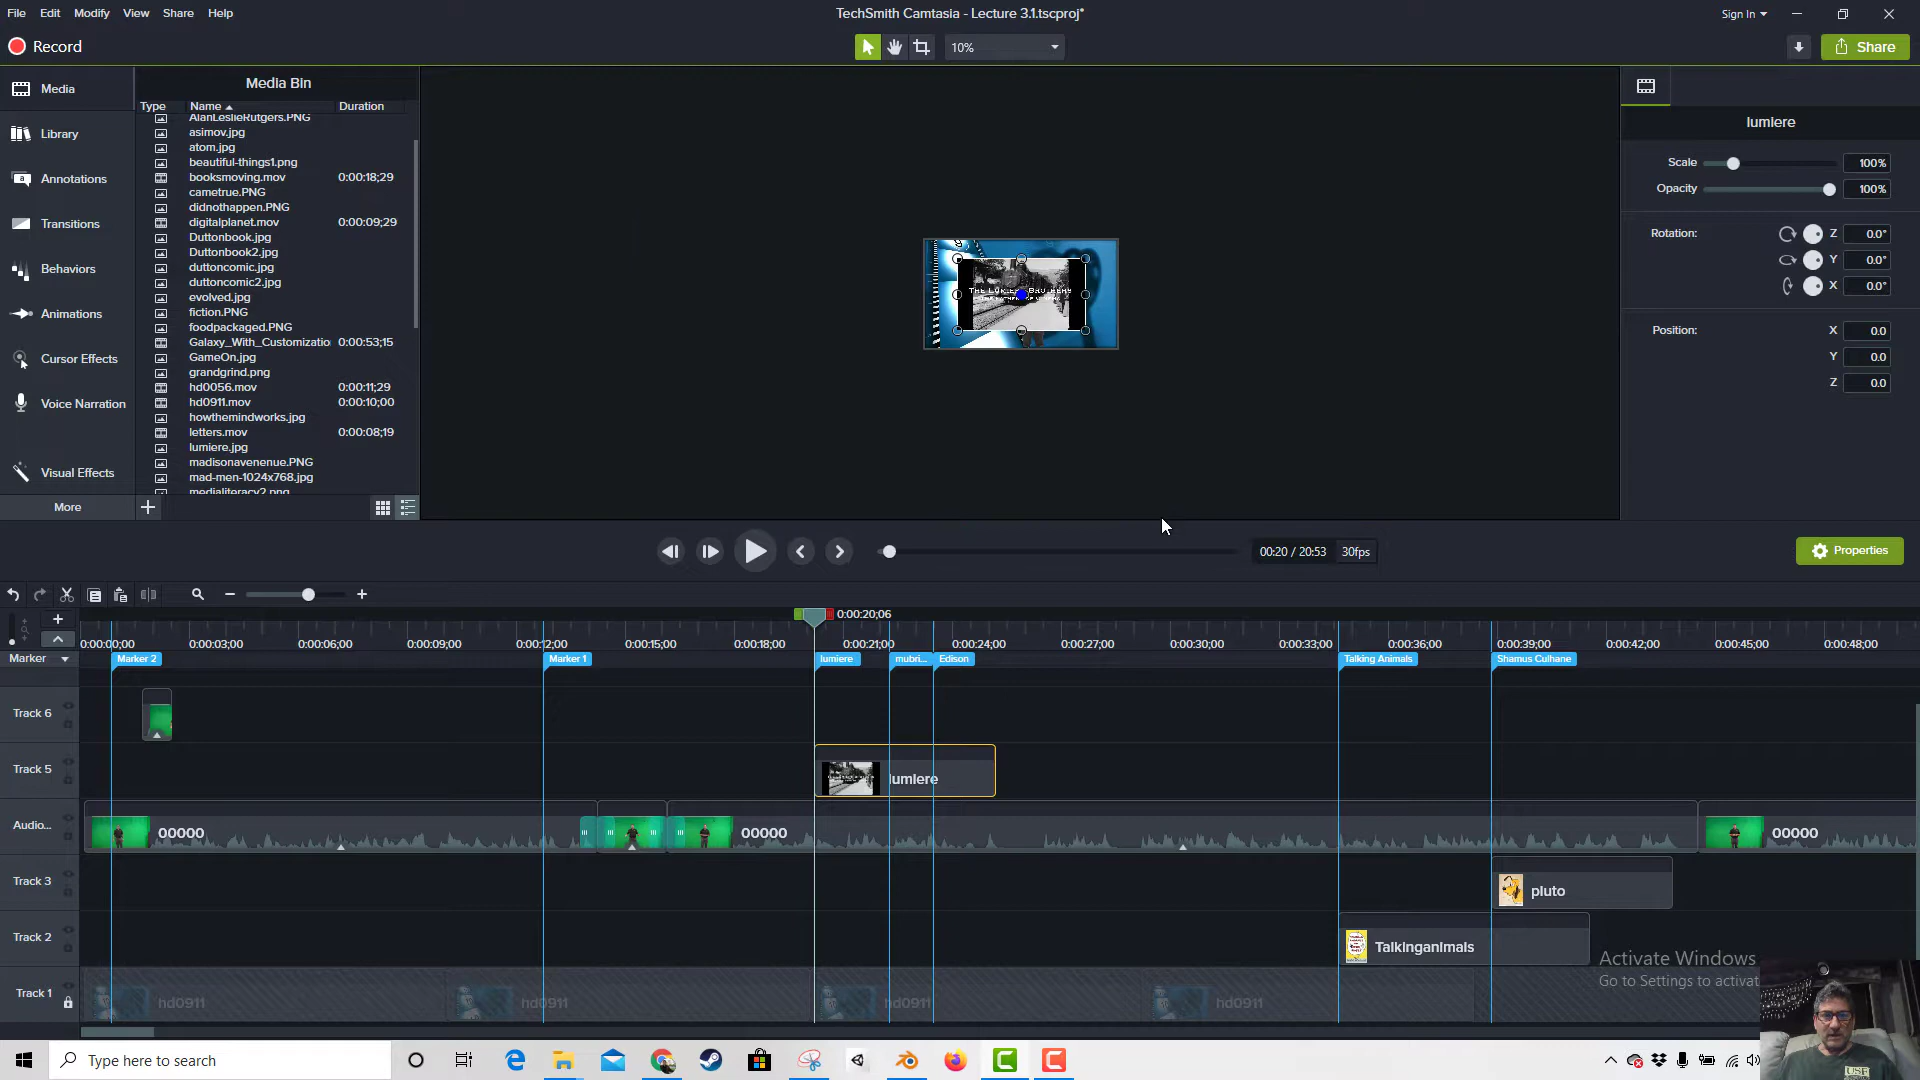 File Edit Modify View Share Help
TechSmith Camtasia - Lecture 3.1.tscproj*
Sign In
Record
10%
Share
Media
Library
Annotations
Transitions
Behaviors
Animations
Cursor Effects
Voice Narration
Visual Effects
More
Media Bin
Type Name Duration
AlanLeslieRutgers.PNG
asimov.jpg
atom.jpg
beautiful-things1.png
booksmoving.mov 0:00:18;29
cametrue.PNG
didnothappen.PNG
digitalplanet.mov 0:00:09;29
Duttonbook.jpg
Duttonbook2.jpg
duttoncomic.jpg
duttoncomic2.jpg
evolved.jpg
fiction.PNG
foodpackaged.PNG
Galaxy_With_Customizatio 0:00:53;15
GameOn.jpg
grandgrind.png
hd0056.mov 0:00:11;29
hd0911.mov 0:00:10;00
howthemindworks.jpg
letters.mov 0:00:08;19
lumiere.jpg
madisonavenenue.PNG
mad-men-1024x768.jpg
medialiteracy2.png
The Lumiere Brothers
lumiere
Scale 100%
Opacity 100%
Rotation: Z 0.0°
Y 0.0°
X 0.0°
Position: X 0.0
Y 0.0
Z 0.0
00:20 / 20:53 30fps
Properties
0:00:20;06
0:00:00;00 0:00:03;00 0:00:06;00 0:00:09;00 0:00:12;00 0:00:15;00 0:00:18;00 0:00:21;00 0:00:24;00 0:00:27;00 0:00:30;00 0:00:33;00 0:00:36;00 0:00:39;00 0:00:42;00 0:00:45;00 0:00:48;00
Marker Marker 2 Marker 1 lumiere mubri... Edison Talking Animals Shamus Culhane
Track 6
Track 5 lumiere
Audio... 00000 00000 00000
Track 3 pluto
Track 2 Talkinganimals
Track 1 hd0911 hd0911 hd0911 hd0911
Activate Windows
Go to Settings to activat
Type here to search
USF